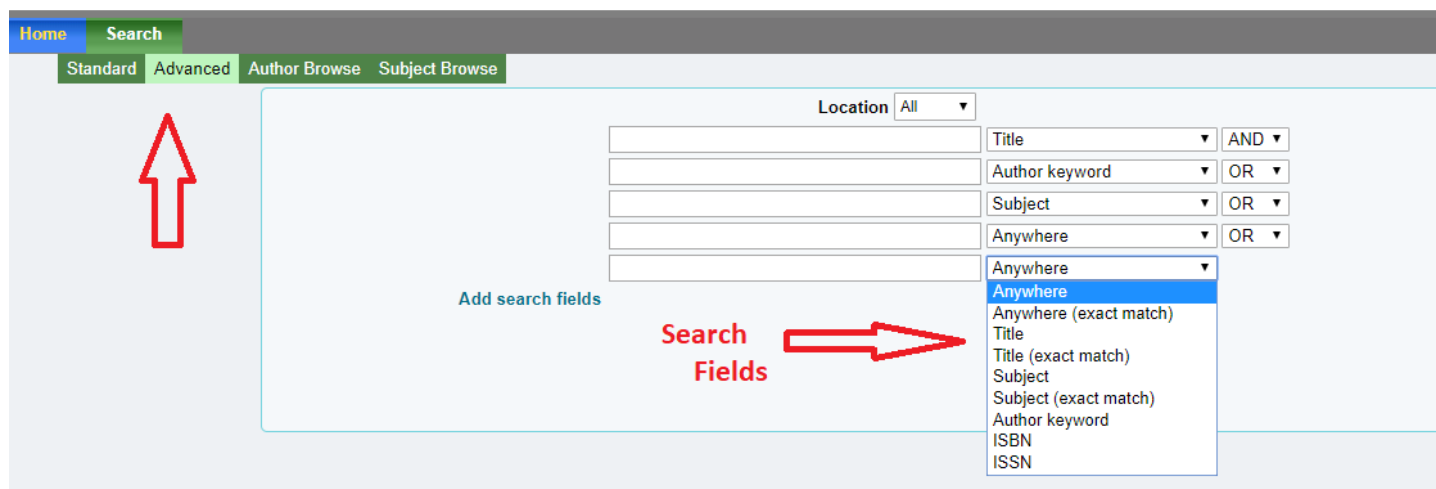 Home Search
Standard Advanced Author Browse Subject Browse
Location All
Title AND
Author keyword OR
Subject OR
Anywhere OR
Anywhere
Add search fields
Anywhere
Anywhere (exact match)
Title
Title (exact match)
Subject
Subject (exact match)
Author keyword
ISBN
ISSN
Search
Fields